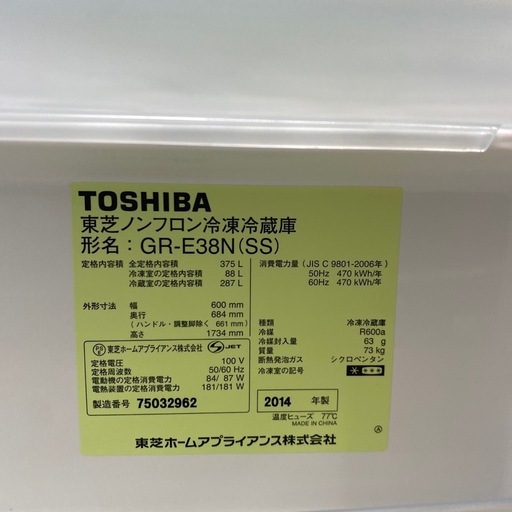 TOSHIBA
東芝ノンフロン冷凍冷蔵庫
形名：GR-E38N(SS)
定格内容積 全定格内容積 375 L
冷凍室の定格内容積 88 L
冷蔵室の定格内容積 287 L
外形寸法 幅 600 mm
奥行 684 mm
(ハンドル・調整脚除く 661 mm)
高さ 1734 mm
PSE 東芝ホームアプライアンス株式会社 JET
定格電圧 100 V
定格周波数 50/60 Hz
電動機の定格消費電力 84/ 87 W
電熱装置の定格消費電力 181/181 W
製造番号 75032962
消費電力量（JIS C 9801-2006年）
50Hz 470 kWh/年
60Hz 470 kWh/年
種類 冷凍冷蔵庫
冷媒 R600a
冷媒封入量 63 g
質量 73 kg
断熱発泡ガス シクロペンタン
冷凍室の記号
2014 年製
温度ヒューズ 77℃
MADE IN CHINA
Ⓐ
東芝ホームアプライアンス株式会社